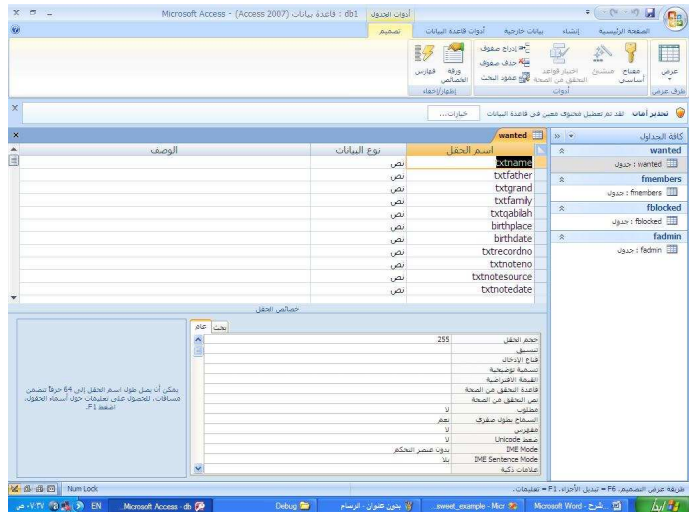 أدوات الجدول
db1 : قاعدة بيانات (Access 2007) - Microsoft Access
الصفحة الرئيسية
إنشاء
بيانات خارجية
أدوات قاعدة البيانات
تصميم
عرض
مفتاح أساسي
منشئ
اختبار قواعد التحقق من الصحة
إدراج صفوف
حذف صفوف
عمود البحث
ورقة الخصائص
فهارس
طرق عرض
أدوات
إظهار/إخفاء
تحذير أمان
لقد تم تعطيل محتوى معين في قاعدة البيانات
خيارات...
كافة الجداول
wanted
wanted : جدول
fmembers
fmembers : جدول
fblocked
fblocked : جدول
fadmin
fadmin : جدول
wanted
اسم الحقل
نوع البيانات
الوصف
txtname نص
txtfather نص
txtgrand نص
txtfamily نص
txtqabilah نص
birthplace نص
birthdate نص
txtrecordno نص
txtnoteno نص
txtnotesource نص
txtnotedate نص
خصائص الحقل
عام بحث
حجم الحقل 255
تنسيق
قناع الإدخال
تسمية توضيحية
القيمة الافتراضية
قاعدة التحقق من الصحة
نص التحقق من الصحة
مطلوب لا
السماح بطول صفري نعم
مفهرس لا
ضغط Unicode لا
IME Mode بدون عنصر التحكم
IME Sentence Mode بلا
علامات ذكية
يمكن أن يصل طول اسم الحقل إلى 64 حرفاً تتضمن
مسافات. للحصول على تعليمات حول أسماء الحقول،
اضغط F1.
طريقة عرض التصميم. F6 = تبديل الأجزاء. F1 = تعليمات.
Num Lock
ابدأ
شرح - Microsoft Word
sweet_example - Micr...
بدون عنوان - الرسام
Debug
Microsoft Access - db...
EN
٠٧:٣٧ ص